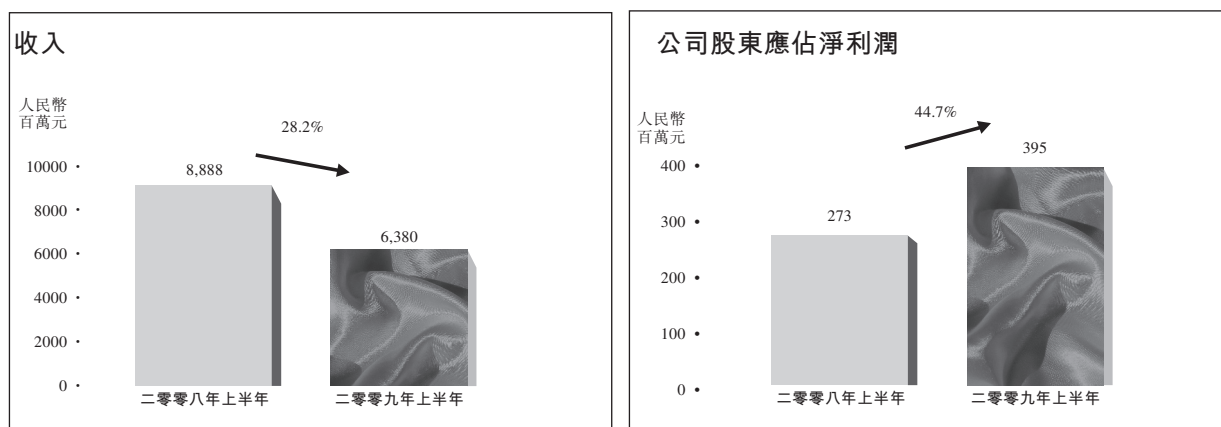 收入
人民幣
百萬元
28.2%
10000
8,888
8000
6,380
6000
4000
2000
0
二零零八年上半年
二零零九年上半年
公司股東應佔淨利潤
人民幣
百萬元
44.7%
395
400
273
300
200
100
0
二零零八年上半年
二零零九年上半年